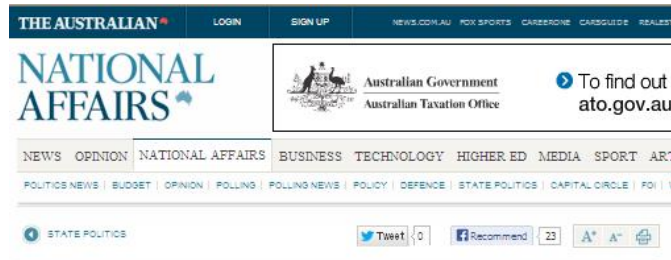 THE AUSTRALIAN LOGIN SIGN UP NEWS.COM.AU FOX SPORTS CAREERONE CARSGUIDE
NATIONAL
AFFAIRS
Australian Government
Australian Taxation Office
To find out
ato.gov.au
NEWS OPINION NATIONAL AFFAIRS BUSINESS TECHNOLOGY HIGHER ED MEDIA SPORT
POLITICS NEWS | BUDGET | OPINION | POLLING | POLLING NEWS | POLICY | DEFENCE | STATE POLITICS | CAPITAL CIRCLE | FOI |
STATE POLITICS Tweet 0 Recommend 23 A+ A-